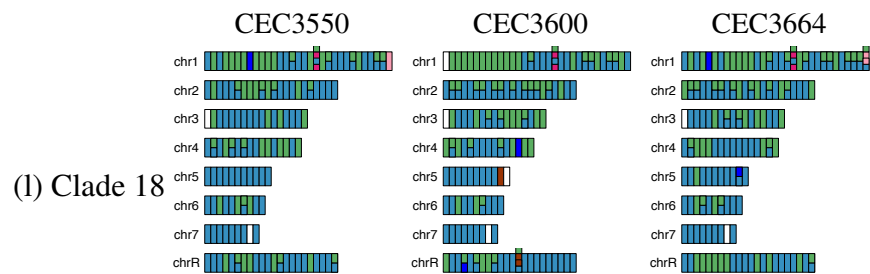 CEC3550 CEC3600 CEC3664
chr1 chr1 chr1
chr2 chr2 chr2
chr3 chr3 chr3
chr4 chr4 chr4
(l) Clade 18 chr5 chr5 chr5
chr6 chr6 chr6
chr7 chr7 chr7
chrR chrR chrR